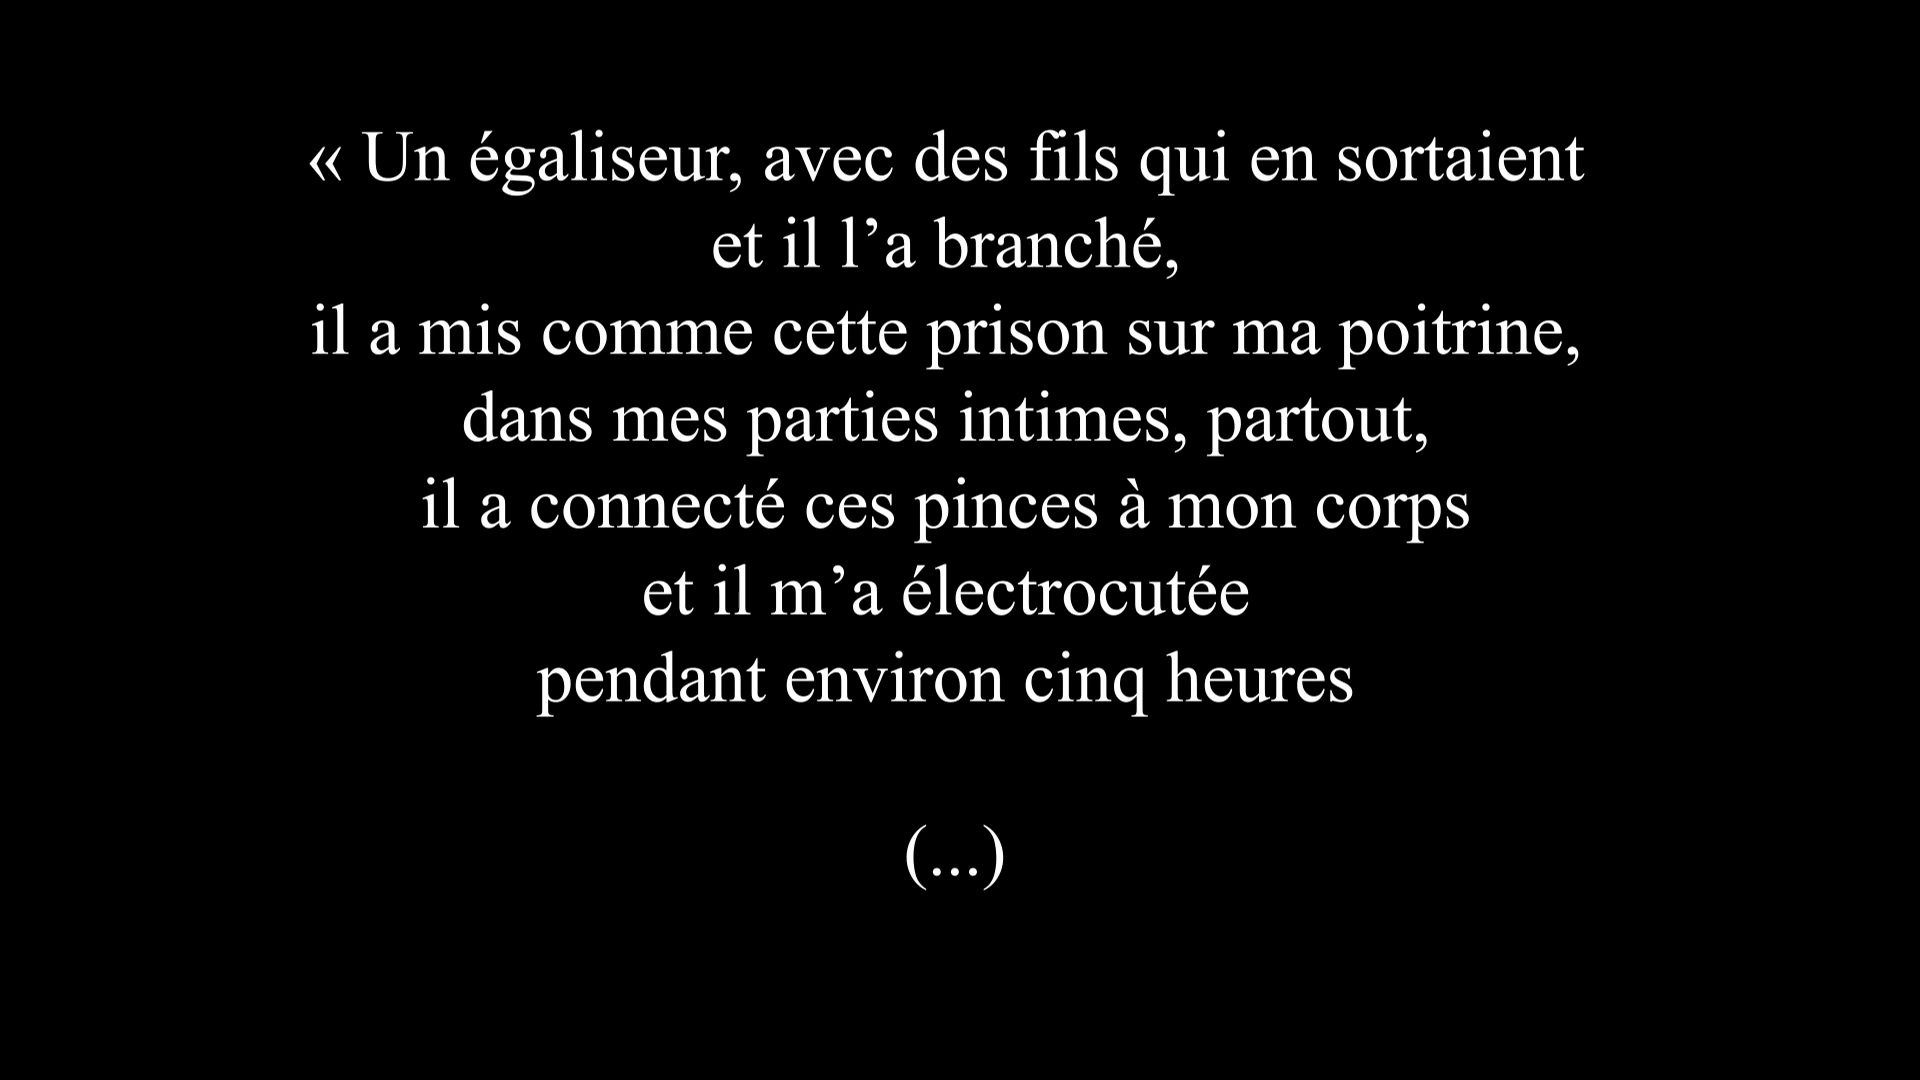 « Un égaliseur, avec des fils qui en sortaient
et il l’a branché,
il a mis comme cette prison sur ma poitrine,
dans mes parties intimes, partout,
il a connecté ces pinces à mon corps
et il m’a électrocutée
pendant environ cinq heures
(...)